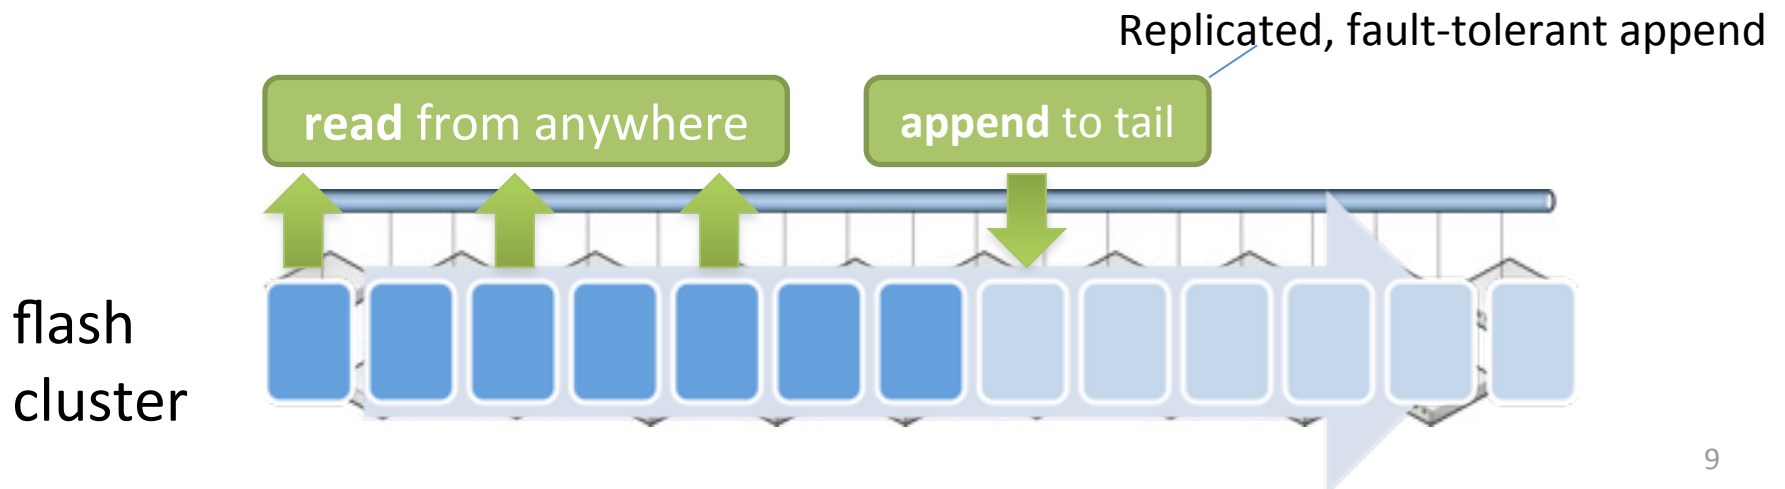 Replicated, fault-tolerant append
read from anywhere
append to tail
flash
cluster
9